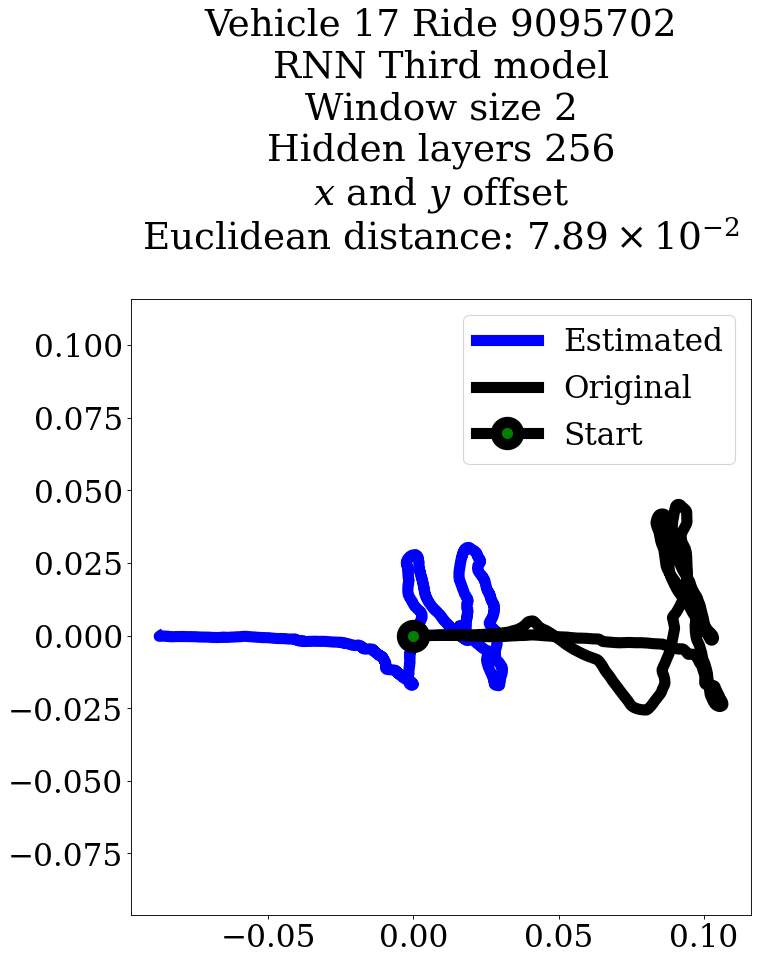 Vehicle 17 Ride 9095702
RNN Third model
Window size 2
Hidden layers 256
x and y offset
Euclidean distance: 7.89 × 10⁻²
Estimated
Original
Start
0.100
0.075
0.050
0.025
0.000
−0.025
−0.050
−0.075
−0.05
0.00
0.05
0.10